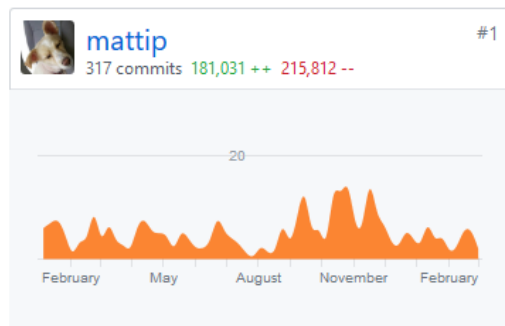 mattip
#1
317 commits 181,031 ++ 215,812 --
20
February May August November February